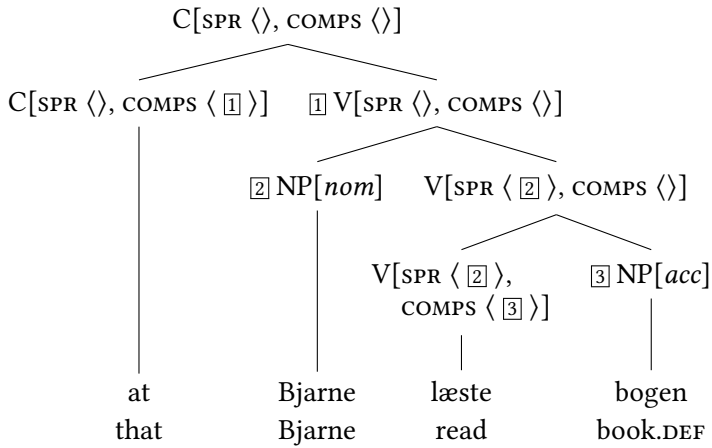 C[SPR ⟨⟩, COMPS ⟨⟩]
C[SPR ⟨⟩, COMPS ⟨ 1 ⟩] 1 V[SPR ⟨⟩, COMPS ⟨⟩]
2 NP[nom] V[SPR ⟨ 2 ⟩, COMPS ⟨⟩]
V[SPR ⟨ 2 ⟩, 3 NP[acc]
COMPS ⟨ 3 ⟩]
at Bjarne læste bogen
that Bjarne read book.DEF